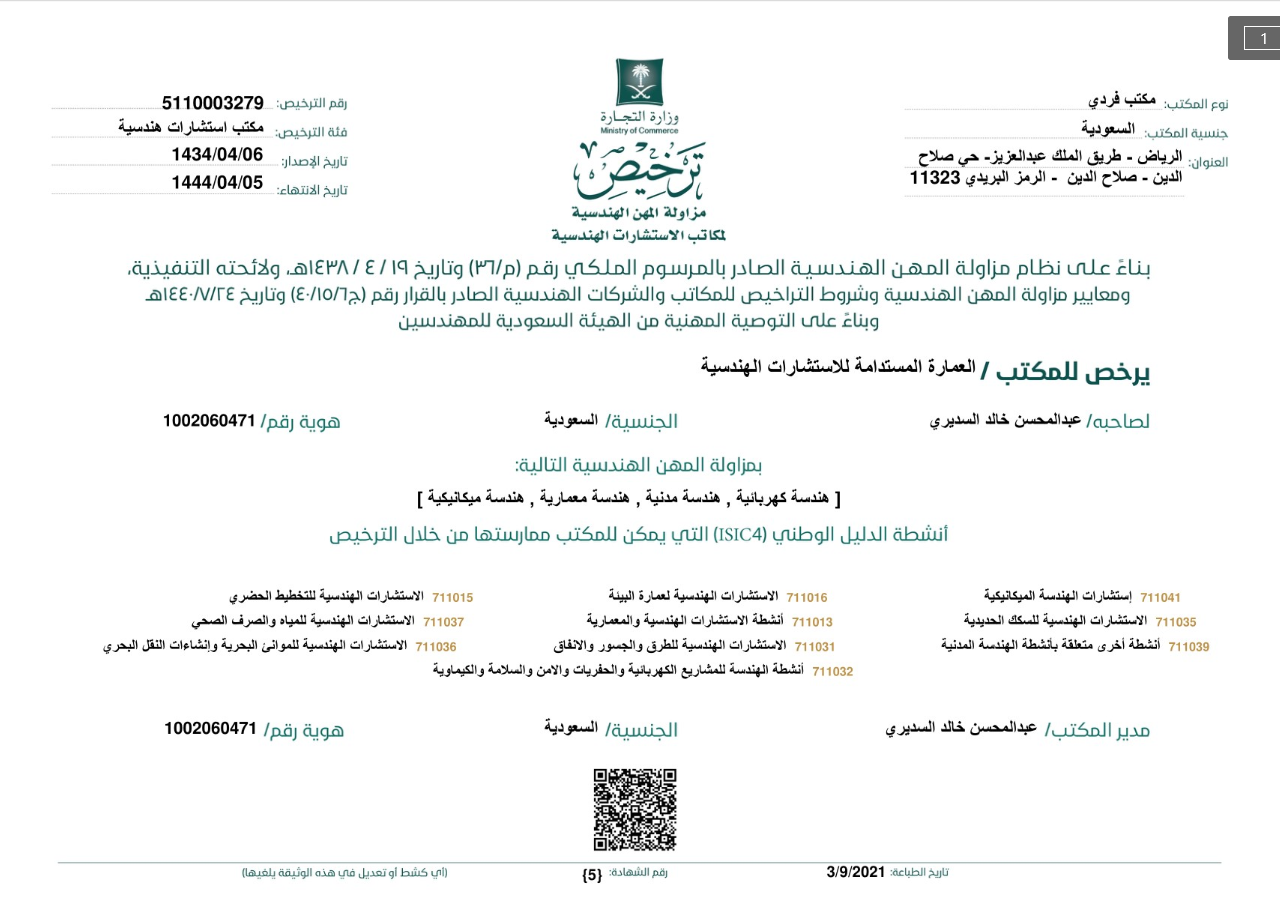 1
نوع المكتب: مكتب فردي
جنسية المكتب: السعودية
العنوان: الرياض - طريق الملك عبدالعزيز- حي صلاح
الدين - صلاح الدين - الرمز البريدي 11323
وزارة التجارة
Ministry of Commerce
ترخيص
مزاولة المهن الهندسية
لمكاتب الاستشارات الهندسية
رقم الترخيص: 5110003279
فئة الترخيص: مكتب استشارات هندسية
تاريخ الإصدار: 1434/04/06
تاريخ الانتهاء: 1444/04/05
بناءً على نظام مزاولة المهن الهندسية الصادر بالمرسوم الملكي رقم (م/٣٦) وتاريخ ١٩ / ٤ / ١٤٣٨هـ، ولائحته التنفيذية،
ومعايير مزاولة المهن الهندسية وشروط التراخيص للمكاتب والشركات الهندسية الصادر بالقرار رقم (ج٤٠/١٥/٦) وتاريخ ١٤٤٠/٧/٢٤هـ
وبناءً على التوصية المهنية من الهيئة السعودية للمهندسين
يرخص للمكتب / العمارة المستدامة للاستشارات الهندسية
لصاحبه/ عبدالمحسن خالد السديري الجنسية/ السعودية هوية رقم/ 1002060471
بمزاولة المهن الهندسية التالية:
[ هندسة كهربائية , هندسة مدنية , هندسة معمارية , هندسة ميكانيكية ]
أنشطة الدليل الوطني (ISIC4) التي يمكن للمكتب ممارستها من خلال الترخيص
711041 إستشارات الهندسة الميكانيكية 711016 الاستشارات الهندسية لعمارة البيئة 711015 الاستشارات الهندسية للتخطيط الحضري
711035 الاستشارات الهندسية للسكك الحديدية 711013 أنشطة الاستشارات الهندسية والمعمارية 711037 الاستشارات الهندسية للمياه والصرف الصحي
711039 أنشطة أخرى متعلقة بأنشطة الهندسة المدنية 711031 الاستشارات الهندسية للطرق والجسور والانفاق 711036 الاستشارات الهندسية للموانئ البحرية وإنشاءات النقل البحري
711032 أنشطة الهندسة للمشاريع الكهربائية والحفريات والامن والسلامة والكيماوية
مدير المكتب/ عبدالمحسن خالد السديري الجنسية/ السعودية هوية رقم/ 1002060471
تاريخ الطباعة: 3/9/2021 رقم الشهادة: {5} (أي كشط أو تعديل في هذه الوثيقة يلغيها)